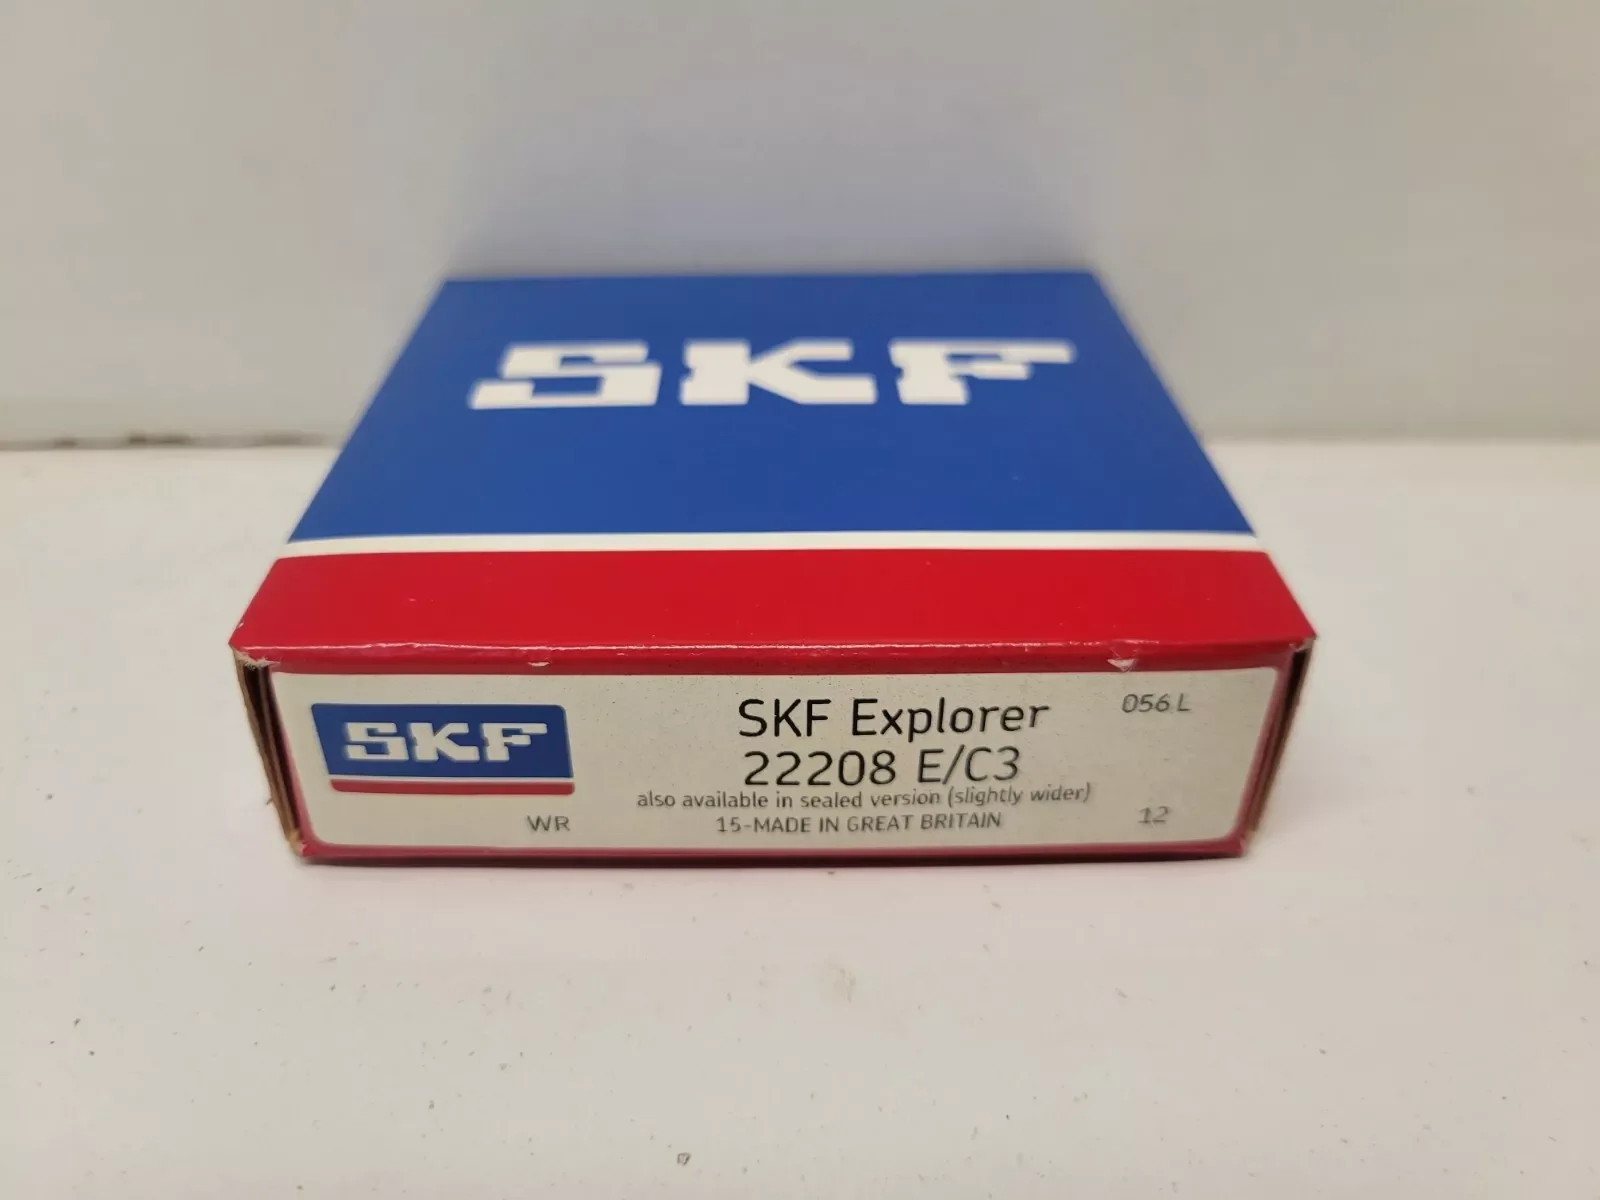 SKF
SKF
SKF Explorer
056 L
22208 E/C3
also available in sealed version (slightly wider)
WR
15-MADE IN GREAT BRITAIN
12